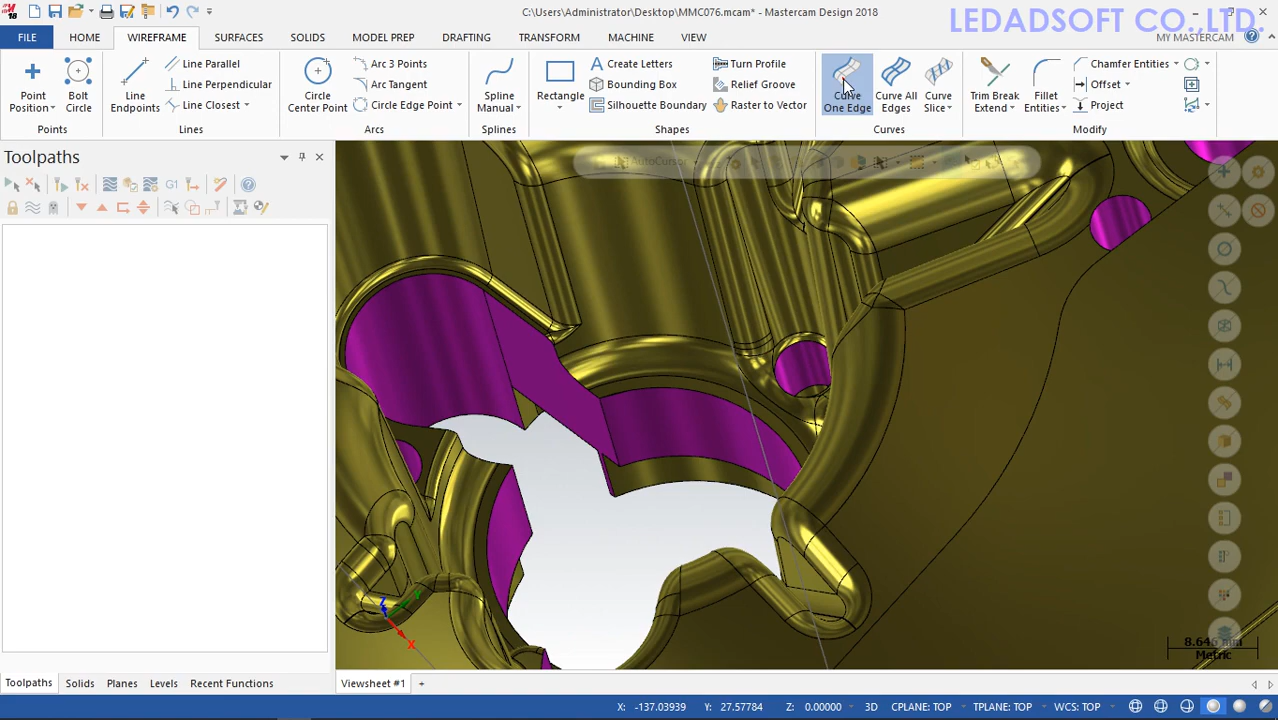 C:\Users\Administrator\Desktop\MMC076.mcam* - Mastercam Design 2018
LEDADSOFT CO.,LTD.
FILE HOME WIREFRAME SURFACES SOLIDS MODEL PREP DRAFTING TRANSFORM MACHINE VIEW MY MASTERCAM
Point Position
Bolt Circle
Points
Line Endpoints
Line Parallel
Line Perpendicular
Line Closest
Lines
Circle Center Point
Arc 3 Points
Arc Tangent
Circle Edge Point
Arcs
Spline Manual
Splines
Rectangle
Create Letters
Bounding Box
Silhouette Boundary
Turn Profile
Relief Groove
Raster to Vector
Shapes
Curve One Edge
Curve All Edges
Curve Slice
Curves
Trim Break Extend
Fillet Entities
Chamfer Entities
Offset
Project
Modify
Toolpaths
G1
AutoCursor
Z
Y
X
8.646 mm
Metric
Toolpaths Solids Planes Levels Recent Functions
Viewsheet #1 +
X: -137.03939 Y: 27.57784 Z: 0.00000 3D CPLANE: TOP TPLANE: TOP WCS: TOP